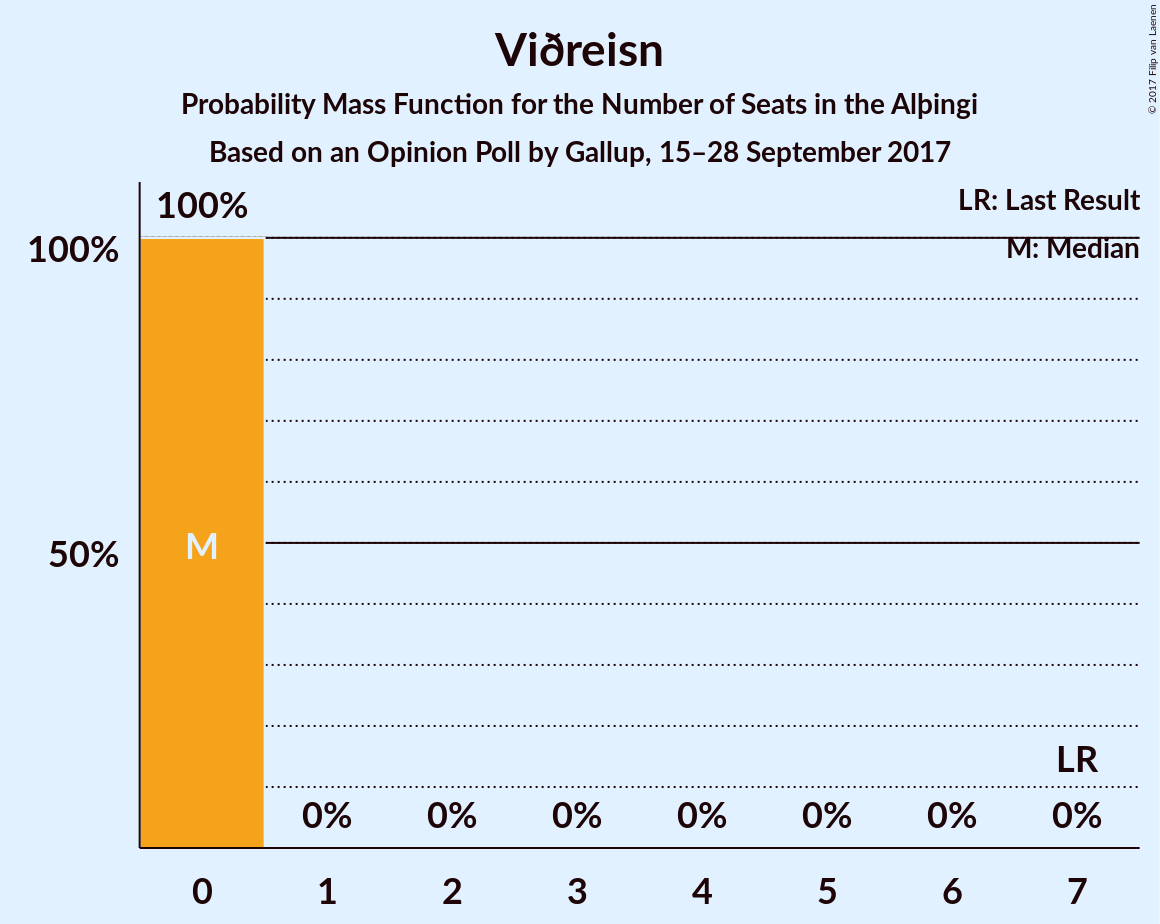 Viðreisn
Probability Mass Function for the Number of Seats in the Alþingi
Based on an Opinion Poll by Gallup, 15–28 September 2017
© 2017 Filip van Laenen
LR: Last Result
M: Median
100%
100%
M
50%
LR
0% 0% 0% 0% 0% 0% 0%
0 1 2 3 4 5 6 7